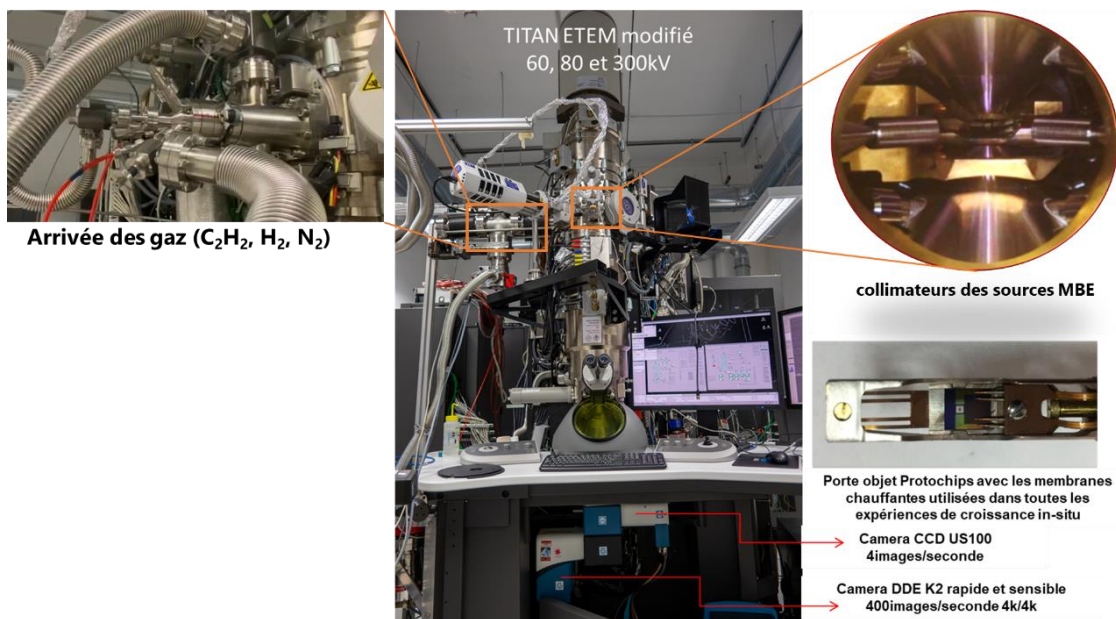 TITAN ETEM modifié
60, 80 et 300kV
Arrivée des gaz (C₂H₂, H₂, N₂)
collimateurs des sources MBE
Porte objet Protochips avec les membranes
chauffantes utilisées dans toutes les
expériences de croissance in-situ
Camera CCD US100
4images/seconde
Camera DDE K2 rapide et sensible
400images/seconde 4k/4k